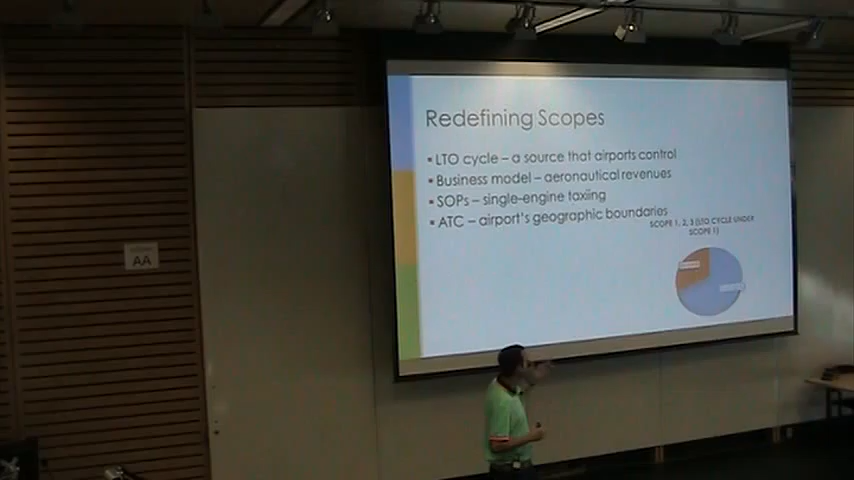 Redefining Scopes
▪ LTO cycle – a source that airports control
▪ Business model – aeronautical revenues
▪ SOPs – single-engine taxiing
▪ ATC – airport's geographic boundaries
SCOPE 1, 2, 3 (LTO CYCLE UNDER
SCOPE 1)
AA